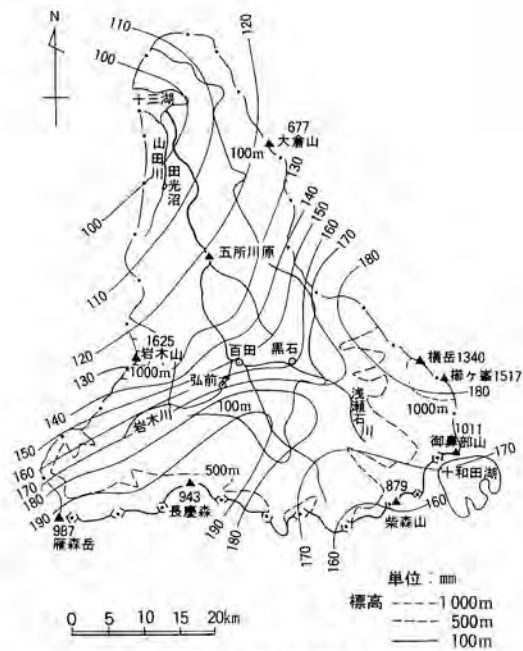 N
110
120
100
十三湖
677
大倉山
100m
130
山田川
田光沼
140
150
160
170
100
五所川原
180
110
1625
岩木山
120
1000m
130
百田
黒石
弘前
横岳1340
櫛ケ峯1517
180
140
岩木川
100m
浅瀬石川
1000m
1011
御鼻部山
150
160
170
180
190
500m
943
長慶森
879
柴森山
170
十和田湖
160
987
雁森岳
190
180
170
160
単位:㎜
標高
1000m
500m
100m
0 5 10 15 20km